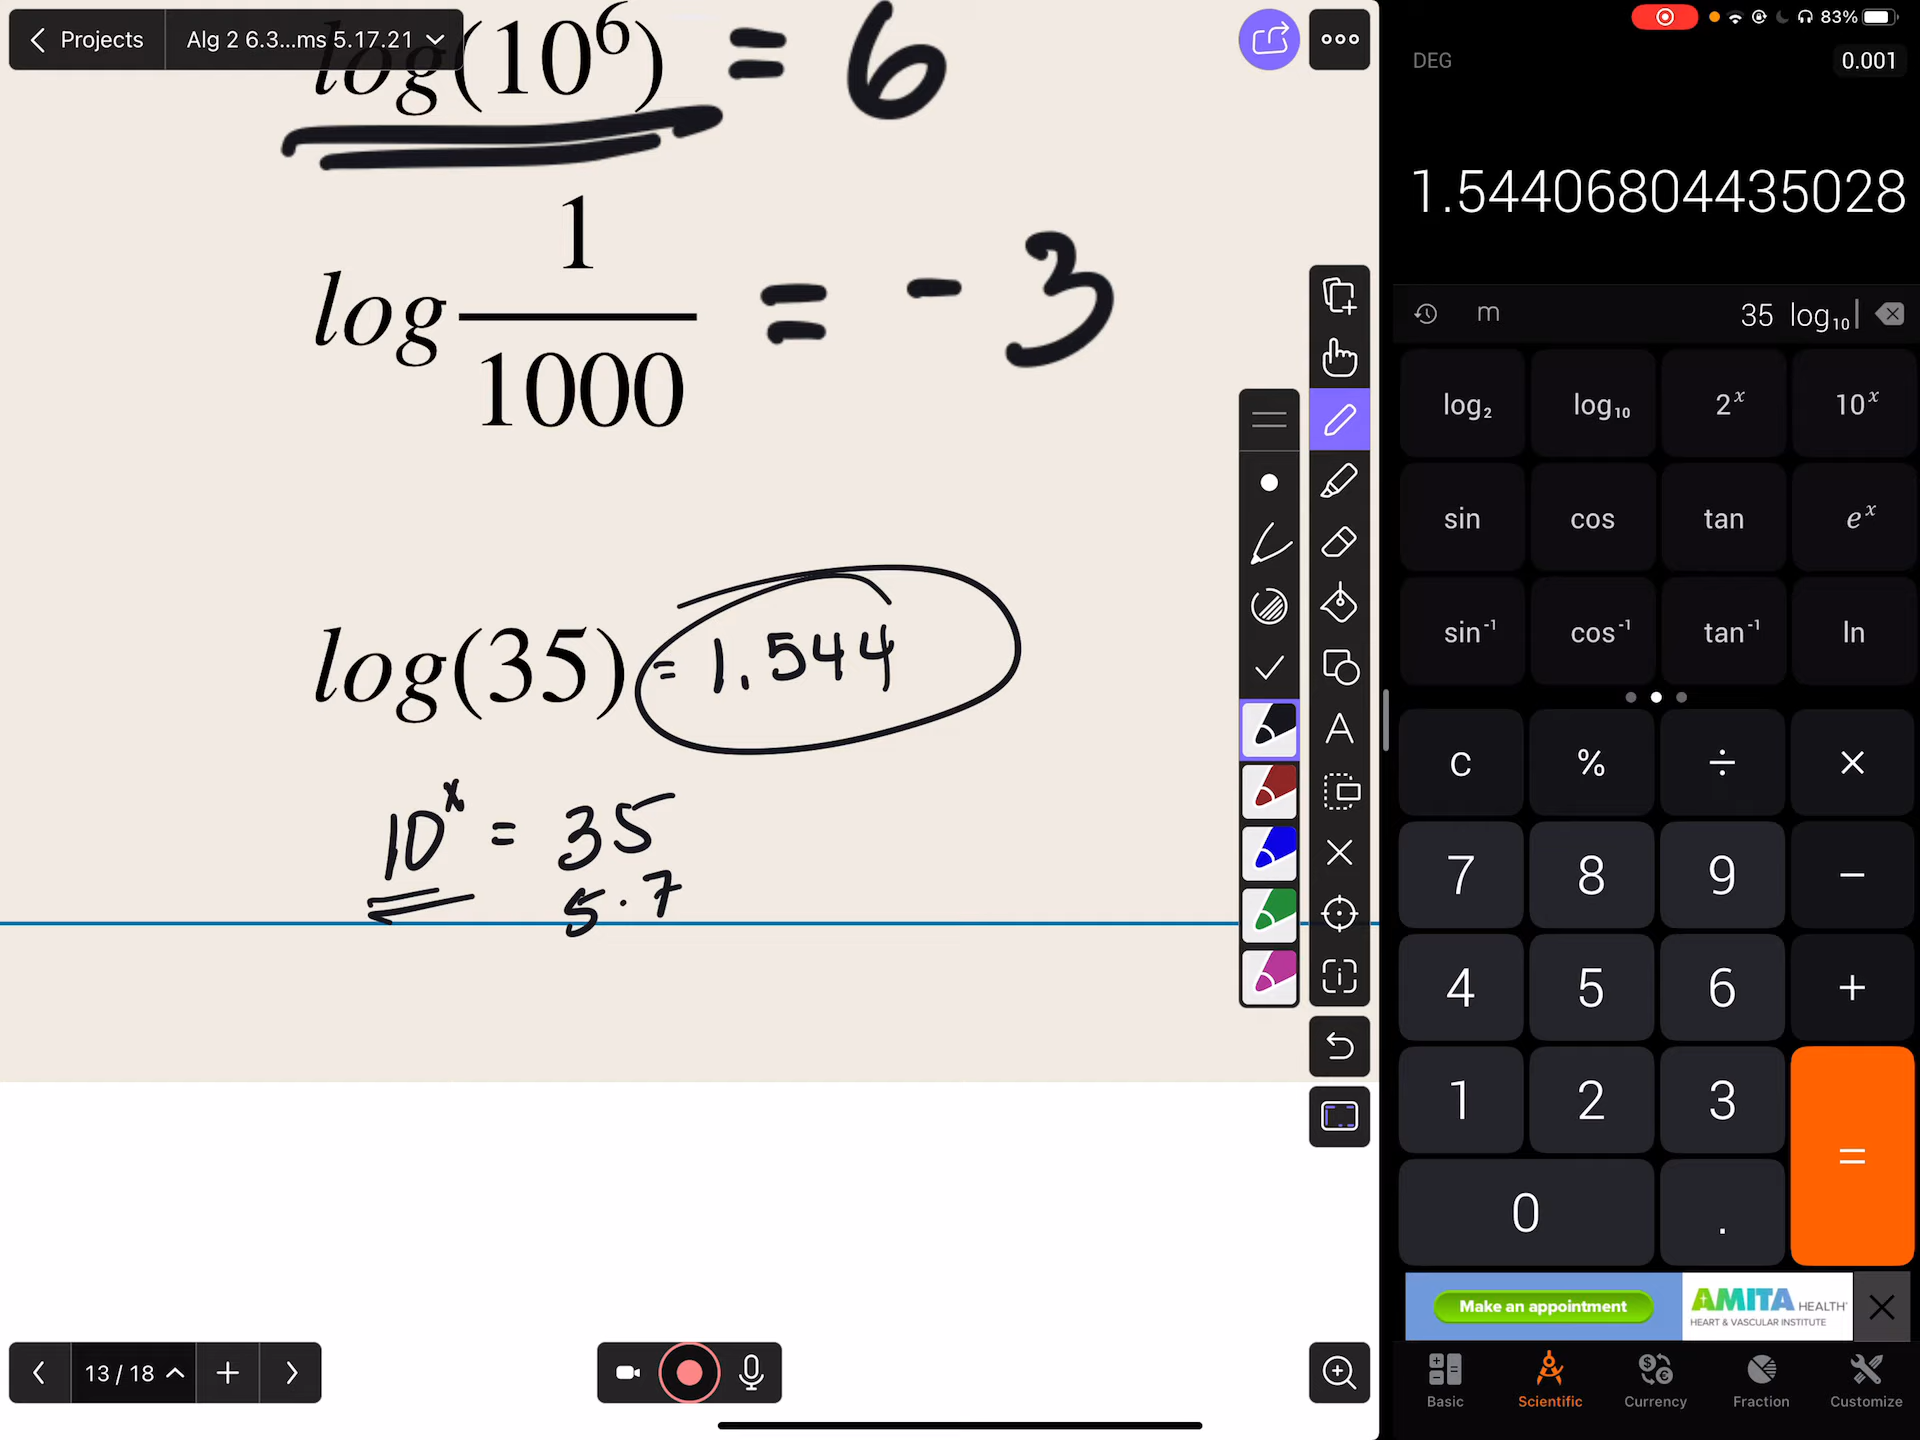 Projects
Alg 2 6.3...ms 5.17.21
log(10⁶) = 6
log 1/1000 = -3
log(35) = 1.544
10ˣ = 35
5·7
13 / 18
83%
DEG
0.001
1.54406804435028
m
35 log₁₀
log₂ log₁₀ 2ˣ 10ˣ
sin cos tan eˣ
sin⁻¹ cos⁻¹ tan⁻¹ ln
c % ÷ ×
7 8 9 −
4 5 6 +
1 2 3 =
0 .
Make an appointment
AMITA HEALTH
HEART & VASCULAR INSTITUTE
Basic Scientific Currency Fraction Customize